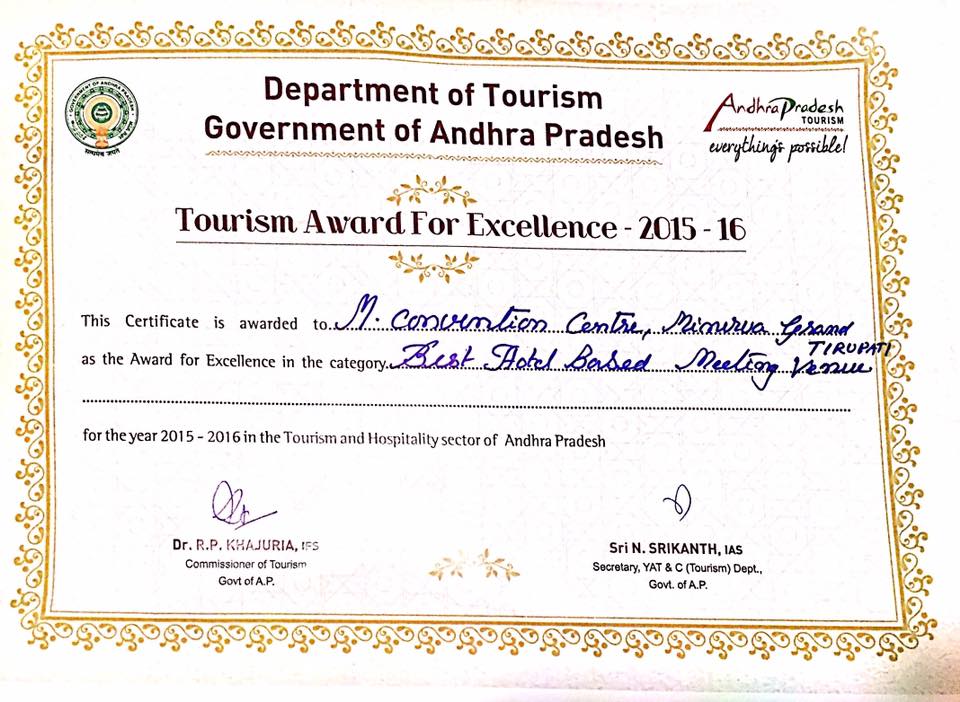 GOVERNMENT OF ANDHRA PRADESH
सत्यमेव जयते
Department of Tourism
Government of Andhra Pradesh
Andhra Pradesh
TOURISM
everything's possible!
Tourism Award For Excellence - 2015 - 16
This Certificate is awarded to M. Convention Centre, Minerva Grand
TIRUPATI
as the Award for Excellence in the category Best Hotel Based Meeting Venue
for the year 2015 - 2016 in the Tourism and Hospitality sector of Andhra Pradesh
Dr. R.P. KHAJURIA, IFS
Commissioner of Tourism
Govt of A.P.
Sri N. SRIKANTH, IAS
Secretary, YAT & C (Tourism) Dept.,
Govt. of A.P.